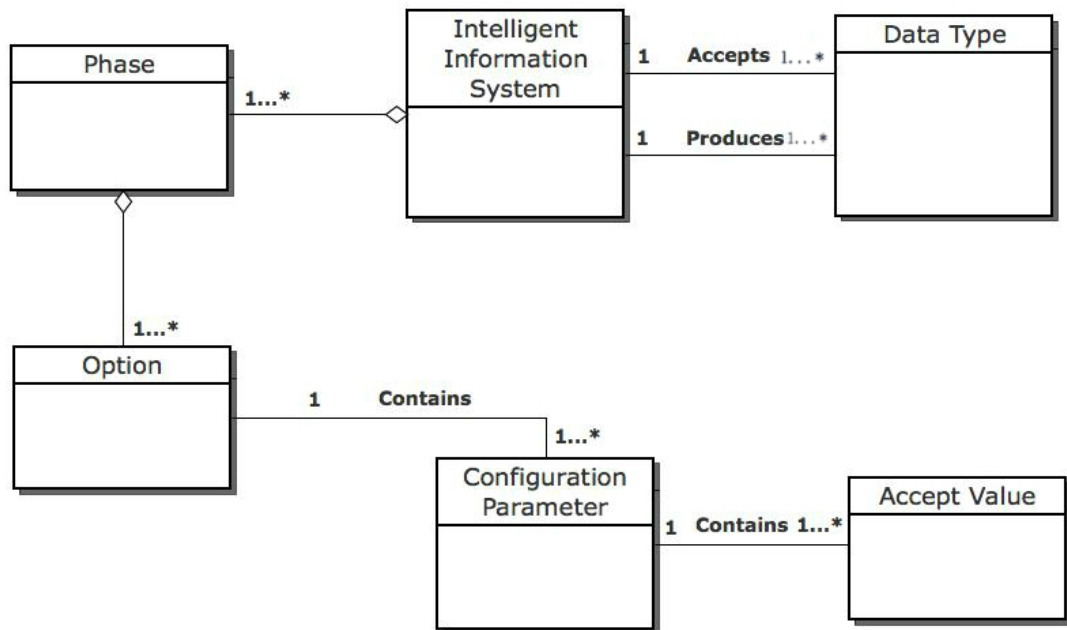 Phase
1...*
Intelligent
Information
System
1 Accepts 1...*
1 Produces 1...*
Data Type
1...*
Option
1 Contains
1...*
Configuration
Parameter
1 Contains 1...*
Accept Value